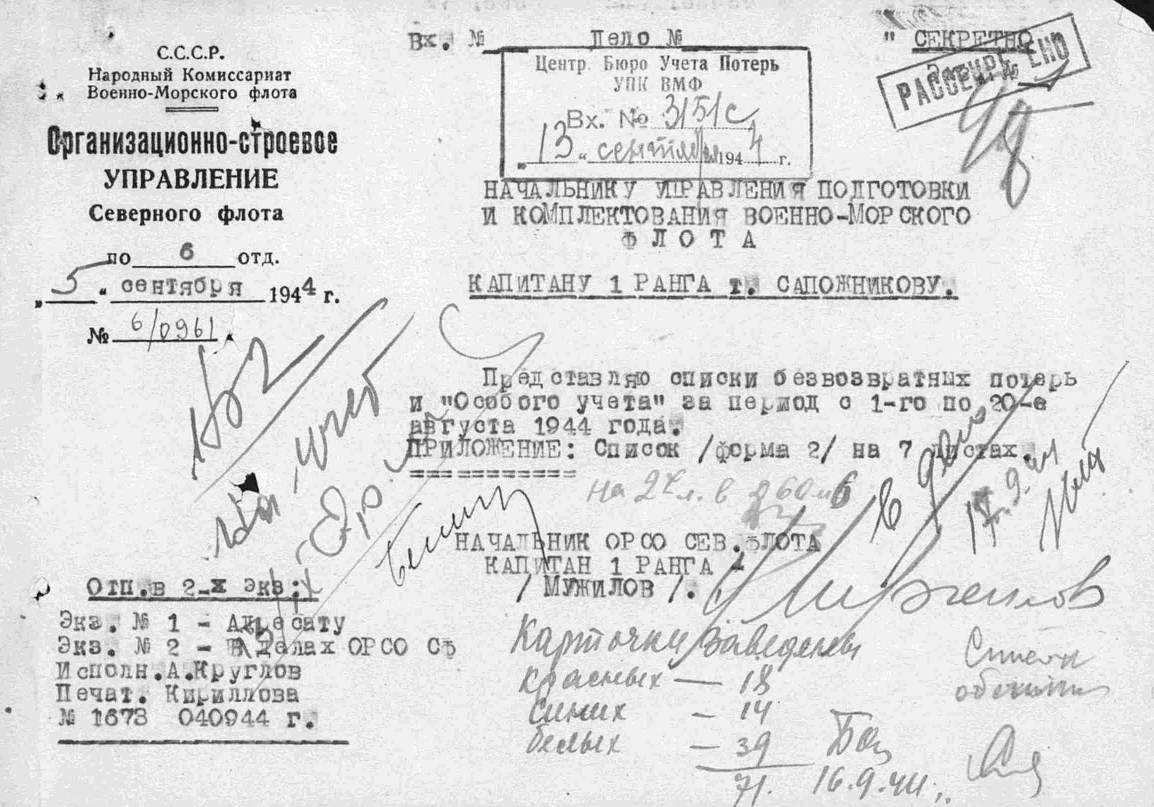 С.С.С.Р.
Народный Комиссариат
Военно-Морского флота
Организационно-строевое
УПРАВЛЕНИЕ
Северного флота
по 6 отд.
„5“ сентября 1944 г.
№ 6/0961
Вх. № Дело №
" СЕКРЕТНО
РАССЕКРЕЧЕНО
Центр. Бюро Учета Потерь
УПК ВМФ
Вх. № 3151с
„13“ сентября 1944 г.
НАЧАЛЬНИКУ УПРАВЛЕНИЯ ПОДГОТОВКИ
И КОМПЛЕКТОВАНИЯ ВОЕННО-МОРСКОГО
ФЛОТА
КАПИТАНУ 1 РАНГА т. САПОЖНИКОВУ.
Представляю списки безвозвратных потерь
и "Особого учета" за период с 1-го по 20-е
августа 1944 года.
ПРИЛОЖЕНИЕ: Список /форма 2/ на 7 листах.
===========
В дело
17.9.44
НАЧАЛЬНИК ОРСО СЕВ.ФЛОТА
КАПИТАН 1 РАНГА -
/ МУЖИЛОВ /.
Отп.в 2-х экз:
Экз. № 1 - Адресату
Экз. № 2 - В делах ОРСО СФ
Исполн.А.Круглов
Печат. Кириллова
№ 1673 040944 г.
Карточки заведены
красных — 18
синих — 14
белых — 39
71.
16.9.44.